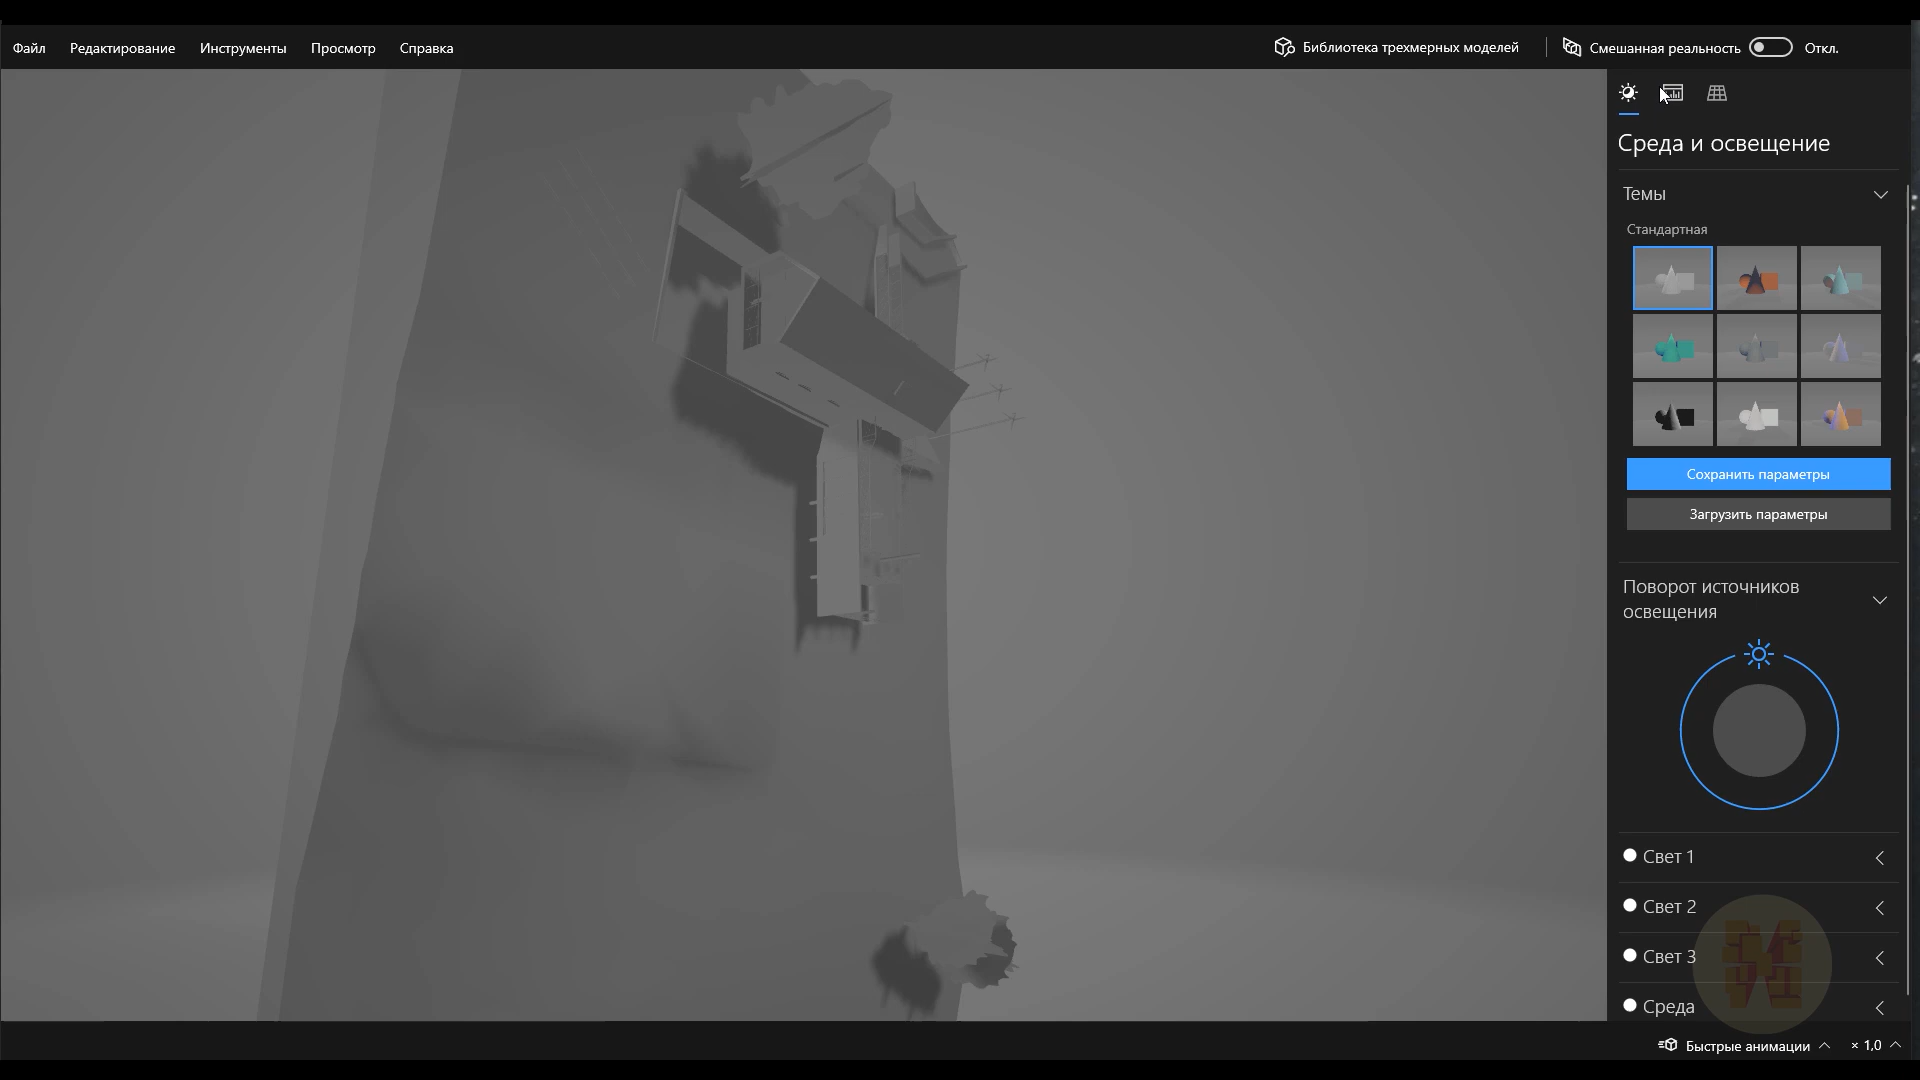 Файл Редактирование Инструменты Просмотр Справка Библиотека трехмерных моделей Смешанная реальность Откл.
Среда и освещение
Темы
Стандартная
Сохранить параметры
Загрузить параметры
Поворот источников
освещения
Свет 1
Свет 2
Свет 3
Среда
Быстрые анимации × 1,0